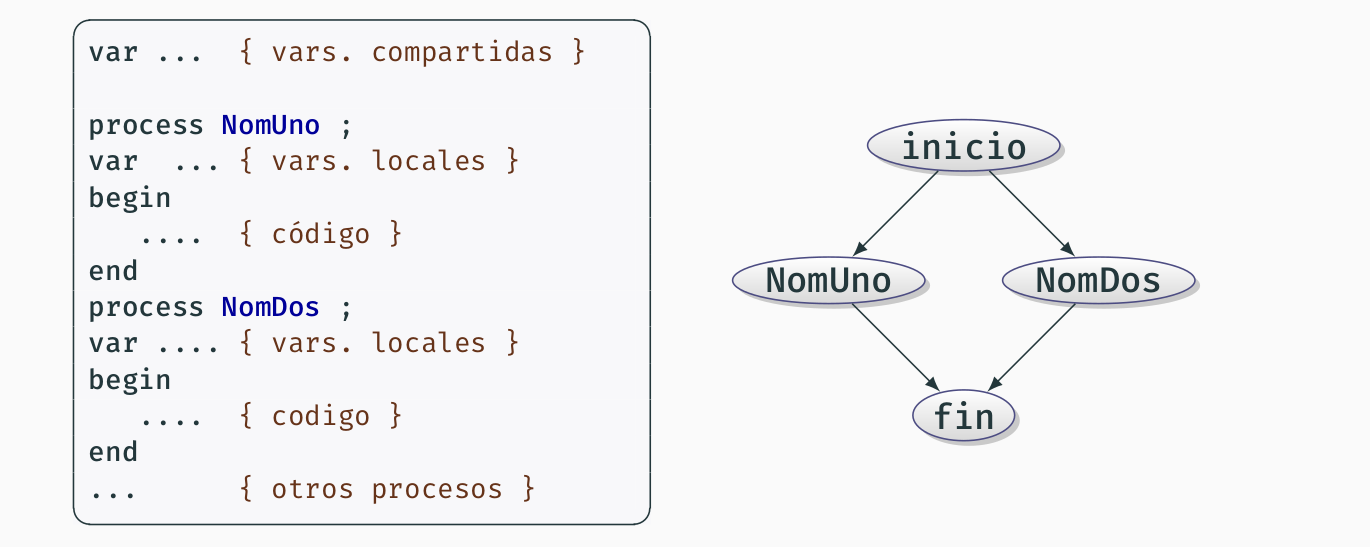 var ... { vars. compartidas }
process NomUno ;
var ... { vars. locales }
begin
.... { código }
end
process NomDos ;
var .... { vars. locales }
begin
.... { codigo }
end
... { otros procesos }
inicio
NomUno NomDos
fin